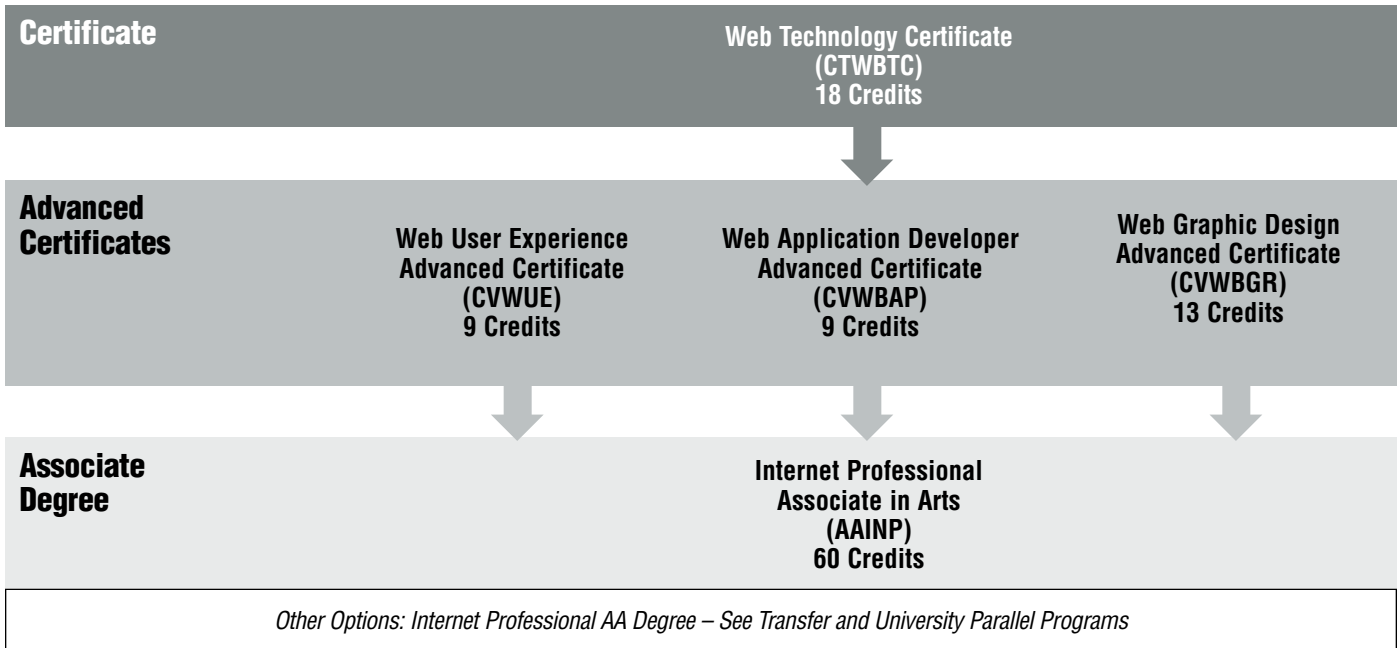 Certificate
Web Technology Certificate
(CTWBTC)
18 Credits
Advanced
Certificates
Web User Experience
Advanced Certificate
(CVWUE)
9 Credits
Web Application Developer
Advanced Certificate
(CVWBAP)
9 Credits
Web Graphic Design
Advanced Certificate
(CVWBGR)
13 Credits
Associate
Degree
Internet Professional
Associate in Arts
(AAINP)
60 Credits
Other Options: Internet Professional AA Degree – See Transfer and University Parallel Programs